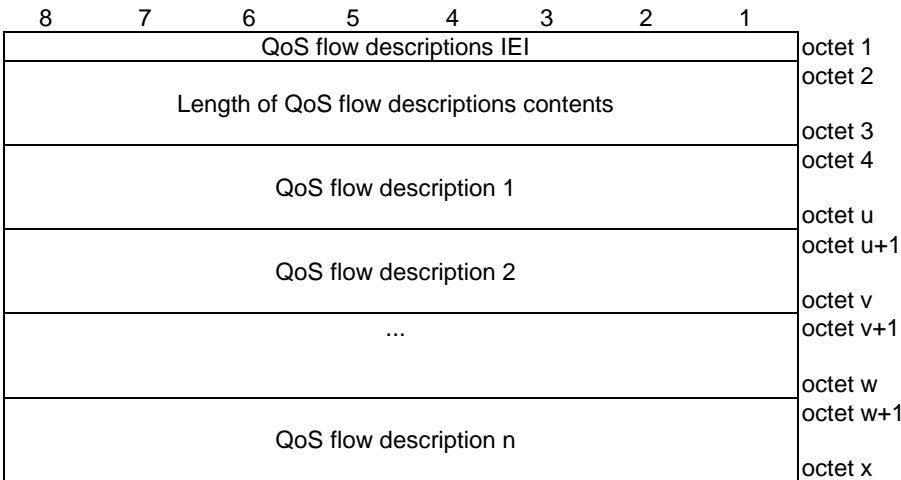 8 7 6 5 4 3 2 1
QoS flow descriptions IEI octet 1
octet 2
Length of QoS flow descriptions contents
octet 3
octet 4
QoS flow description 1
octet u
octet u+1
QoS flow description 2
octet v
... octet v+1
octet w
octet w+1
QoS flow description n
octet x